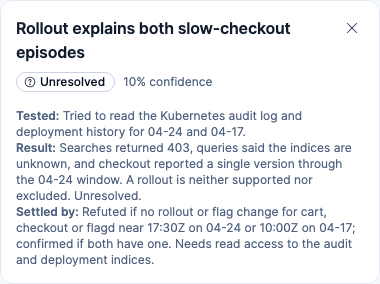 Rollout explains both slow-checkout
episodes
Unresolved 10% confidence
Tested: Tried to read the Kubernetes audit log and
deployment history for 04-24 and 04-17.
Result: Searches returned 403, queries said the indices are
unknown, and checkout reported a single version through
the 04-24 window. A rollout is neither supported nor
excluded. Unresolved.
Settled by: Refuted if no rollout or flag change for cart,
checkout or flagd near 17:30Z on 04-24 or 10:00Z on 04-17;
confirmed if both have one. Needs read access to the audit
and deployment indices.